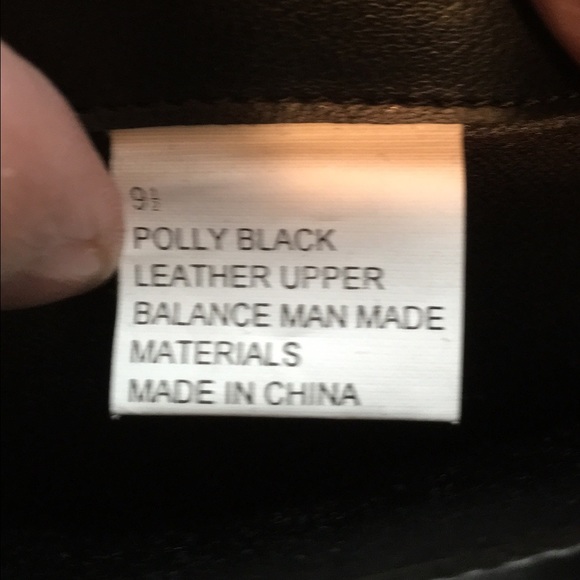 9½
POLLY BLACK
LEATHER UPPER
BALANCE MAN MADE
MATERIALS
MADE IN CHINA